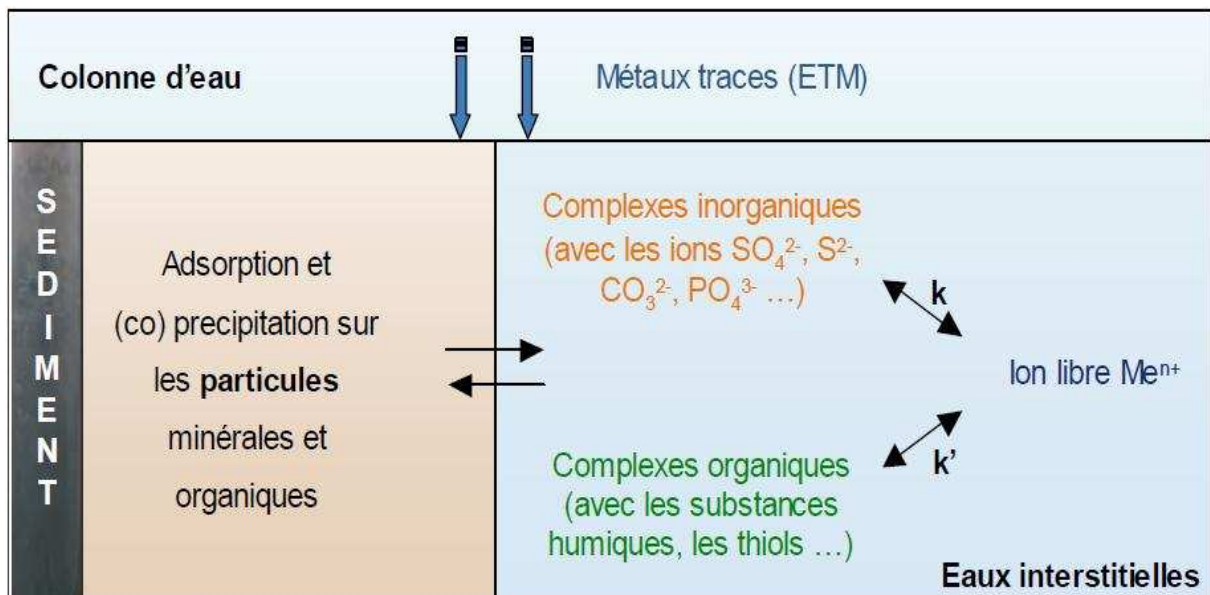 Colonne d'eau
Métaux traces (ETM)
SEDIMENT
Adsorption et
(co) precipitation sur
les particules
minérales et
organiques
Complexes inorganiques
(avec les ions SO₄²⁻, S²⁻,
CO₃²⁻, PO₄³⁻ ...)
k
Ion libre Meⁿ⁺
k'
Complexes organiques
(avec les substances
humiques, les thiols ...)
Eaux interstitielles